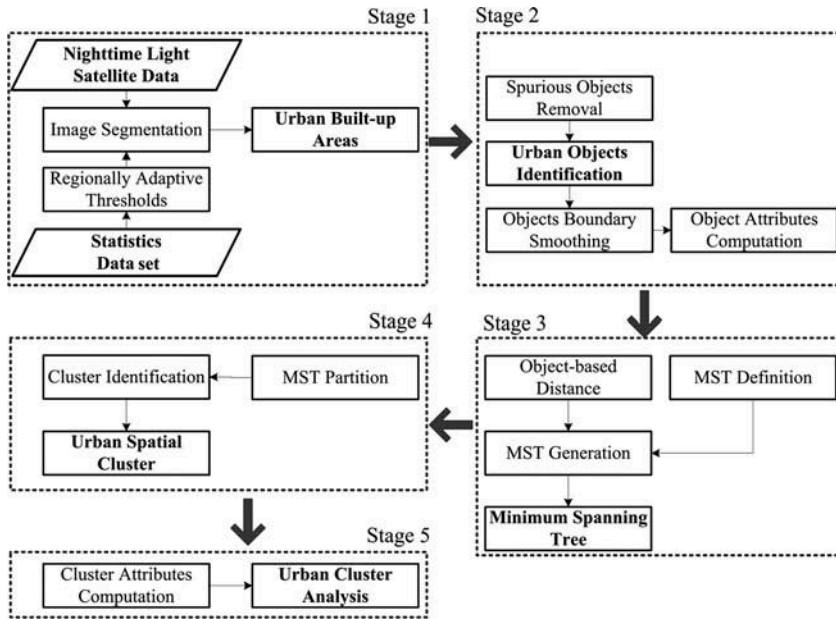 Stage 1
Nighttime Light
Satellite Data
Image Segmentation
Urban Built-up
Areas
Regionally Adaptive
Thresholds
Statistics
Data set
Stage 2
Spurious Objects
Removal
Urban Objects
Identification
Objects Boundary
Smoothing
Object Attributes
Computation
Stage 3
Object-based
Distance
MST Definition
MST Generation
Minimum Spanning
Tree
Stage 4
Cluster Identification
MST Partition
Urban Spatial
Cluster
Stage 5
Cluster Attributes
Computation
Urban Cluster
Analysis